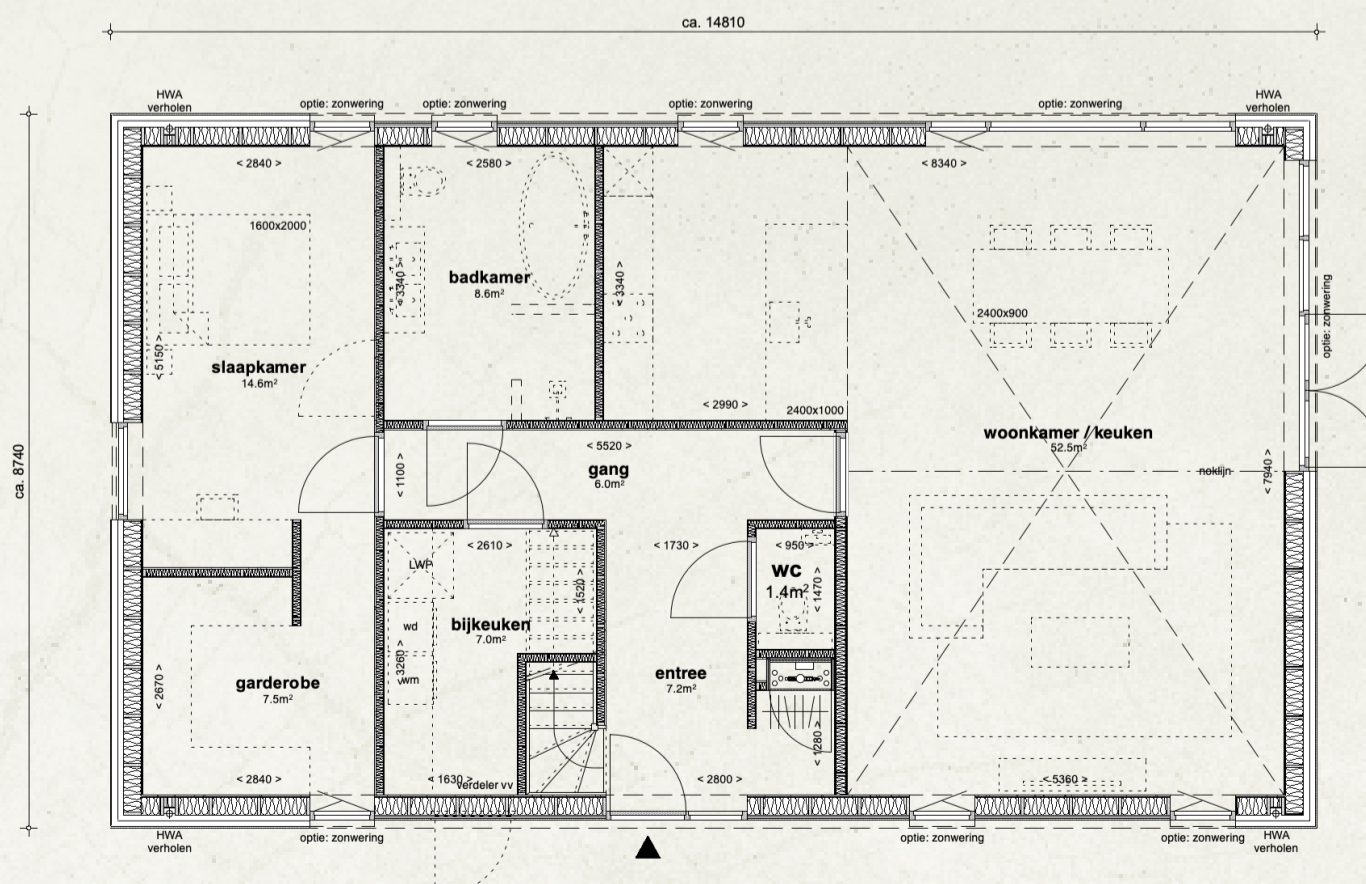 ca. 14810
HWA
verholen
optie: zonwering
optie: zonwering
optie: zonwering
optie: zonwering
HWA
verholen
< 2840 >
< 2580 >
< 8340 >
1600x2000
badkamer
8.6m²
< 3340 >
< 3340 >
2400x900
optie: zonwering
slaapkamer
14.6m²
< 5150 >
< 2990 >
2400x1000
woonkamer / keuken
52.5m²
ca. 8740
< 5520 >
gang
6.0m²
< 1100 >
noklijn
< 7940 >
< 2610 >
< 1730 >
< 950 >
LWP
wc
1.4m²
< 1470 >
< 1520 >
wd
bijkeuken
7.0m²
< 3260 >
wm
garderobe
7.5m²
< 2670 >
entree
7.2m²
< 1280 >
< 2840 >
< 1630 >
verdeler vv
< 2800 >
< 5360 >
HWA
verholen
optie: zonwering
optie: zonwering
optie: zonwering
HWA
verholen